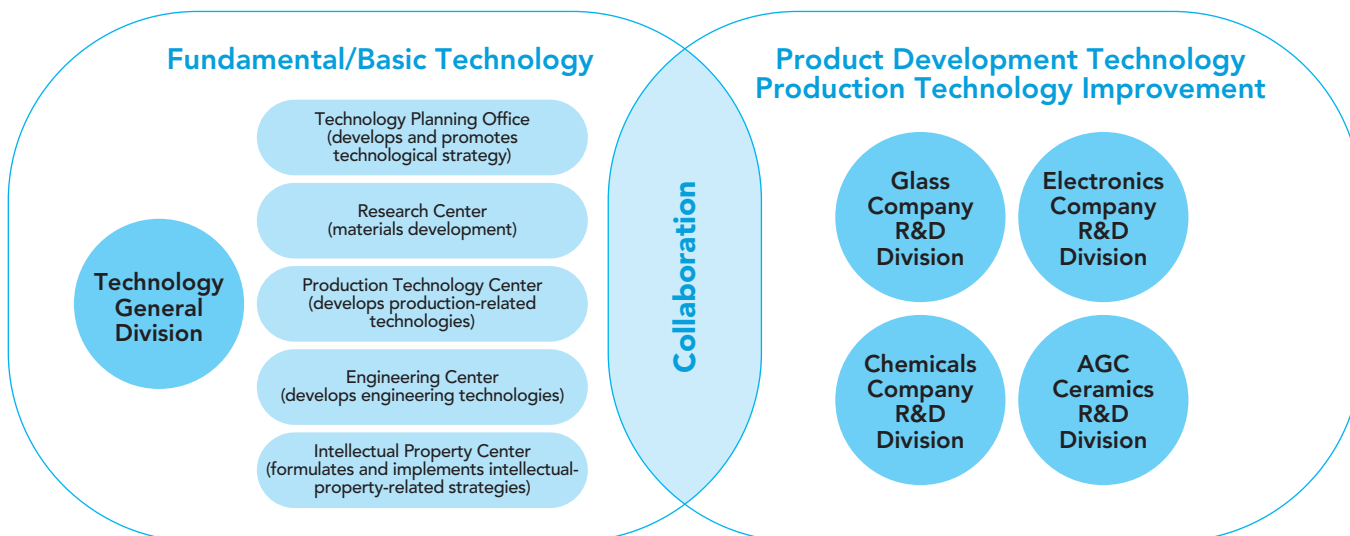 Fundamental/Basic Technology
Technology
General
Division
Technology Planning Office
(develops and promotes
technological strategy)
Research Center
(materials development)
Production Technology Center
(develops production-related
technologies)
Engineering Center
(develops engineering technologies)
Intellectual Property Center
(formulates and implements intellectual-
property-related strategies)
Collaboration
Product Development Technology
Production Technology Improvement
Glass
Company
R&D
Division
Electronics
Company
R&D
Division
Chemicals
Company
R&D
Division
AGC
Ceramics
R&D
Division